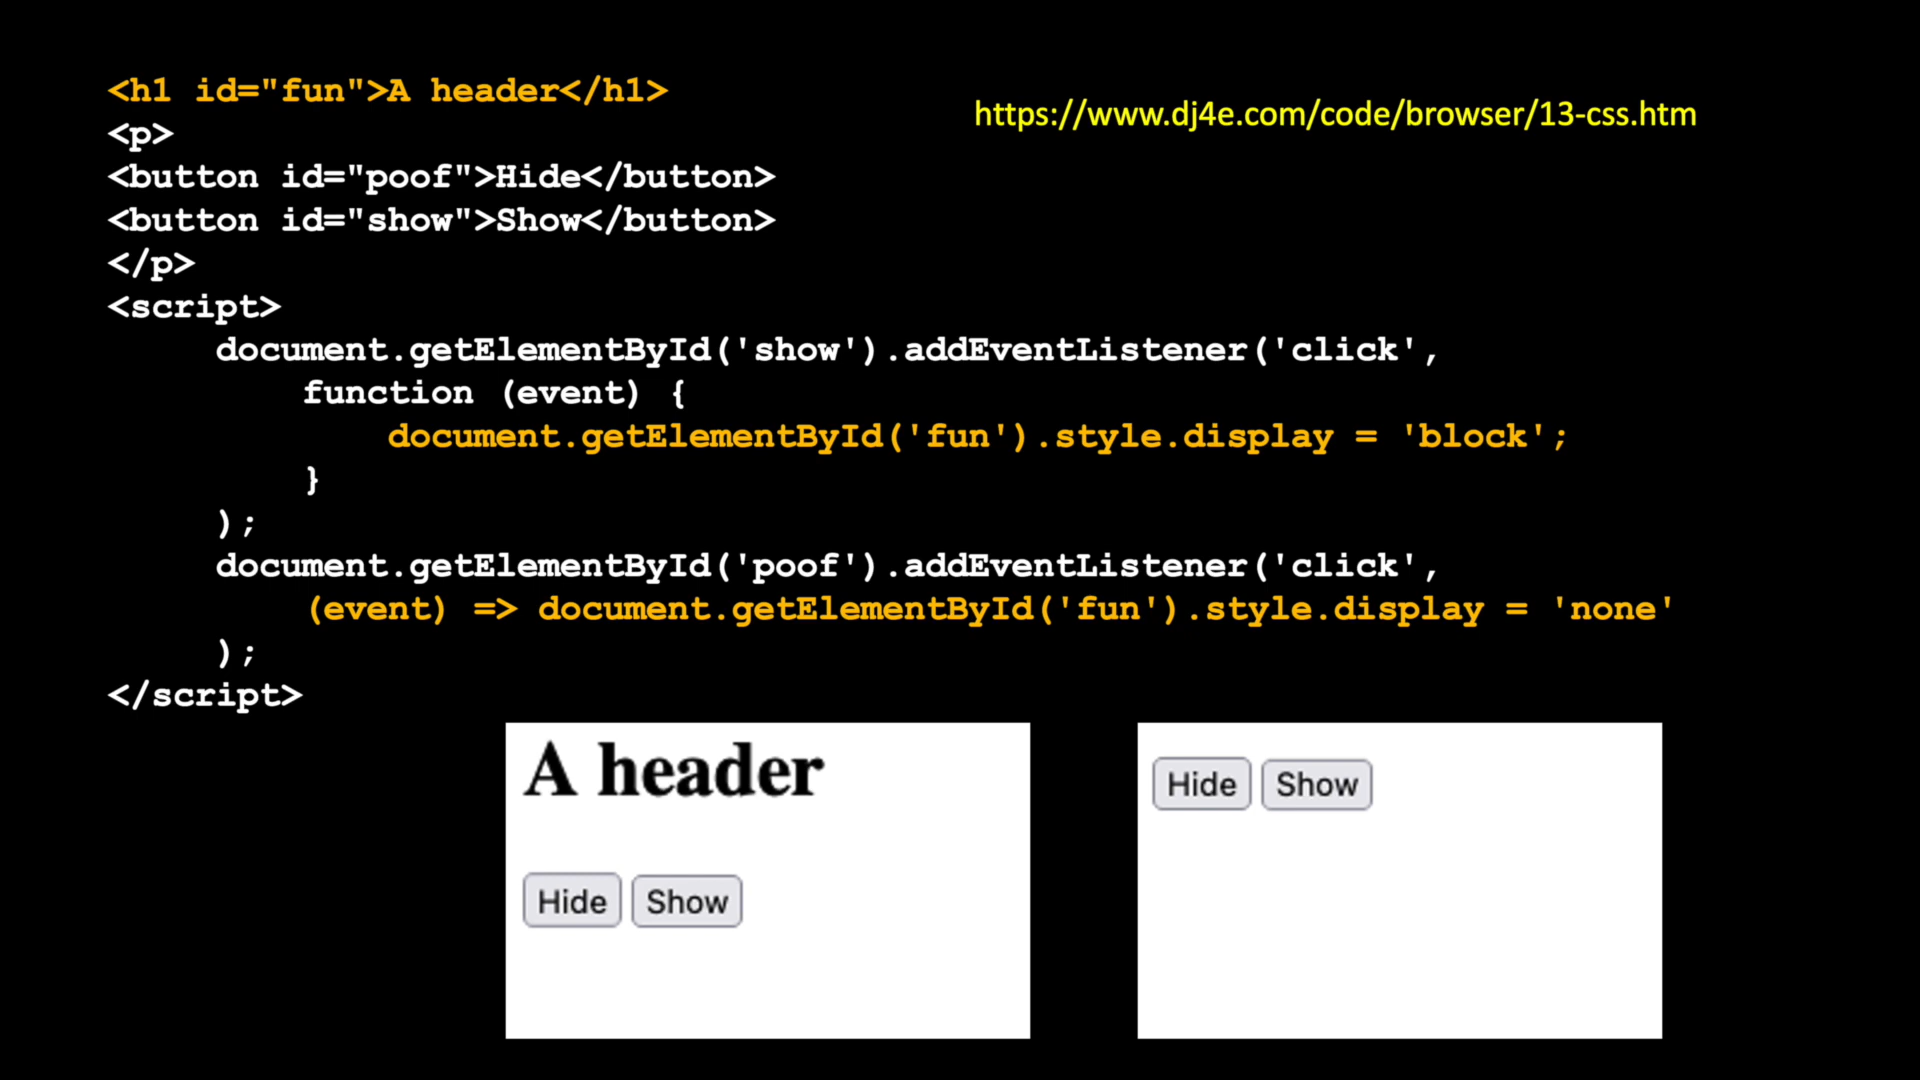 <h1 id="fun">A header</h1>
https://www.dj4e.com/code/browser/13-css.htm
<p>
<button id="poof">Hide</button>
<button id="show">Show</button>
</p>
<script>
document.getElementById('show').addEventListener('click',
function (event) {
document.getElementById('fun').style.display = 'block';
}
);
document.getElementById('poof').addEventListener('click',
(event) => document.getElementById('fun').style.display = 'none'
);
</script>
A header
Hide Show
Hide Show